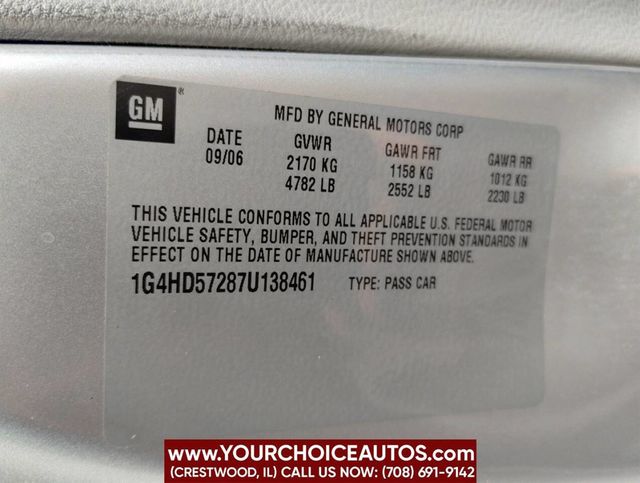 GM®
MFD BY GENERAL MOTORS CORP
DATE GVWR GAWR FRT GAWR RR
09/06 2170 KG 1158 KG 1012 KG
4782 LB 2552 LB 2230 LB
THIS VEHICLE CONFORMS TO ALL APPLICABLE U.S. FEDERAL MOTOR
VEHICLE SAFETY, BUMPER, AND THEFT PREVENTION STANDARDS IN
EFFECT ON THE DATE OF MANUFACTURE SHOWN ABOVE.
1G4HD57287U138461 TYPE: PASS CAR
www.YOURCHOICEAUTOS.COM
(CRESTWOOD, IL) CALL US NOW: (708) 691-9142